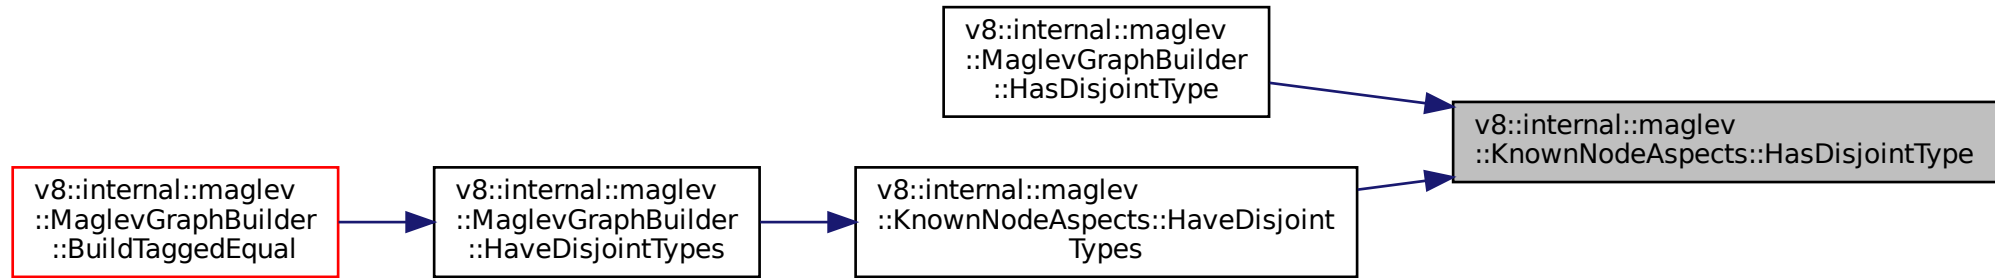 v8::internal::maglev
::MaglevGraphBuilder
::HasDisjointType
v8::internal::maglev
::KnownNodeAspects::HasDisjointType
v8::internal::maglev
::MaglevGraphBuilder
::BuildTaggedEqual
v8::internal::maglev
::MaglevGraphBuilder
::HaveDisjointTypes
v8::internal::maglev
::KnownNodeAspects::HaveDisjoint
Types